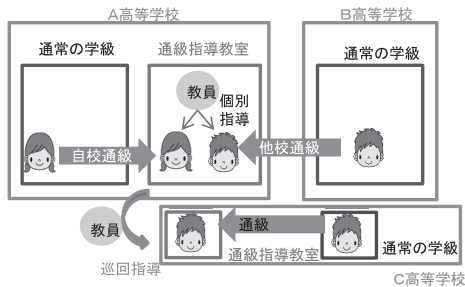 A高等学校
B高等学校
通常の学級
通級指導教室
通常の学級
教員
個別
指導
自校通級
他校通級
教員
通級
巡回指導
通級指導教室
通常の学級
C高等学校